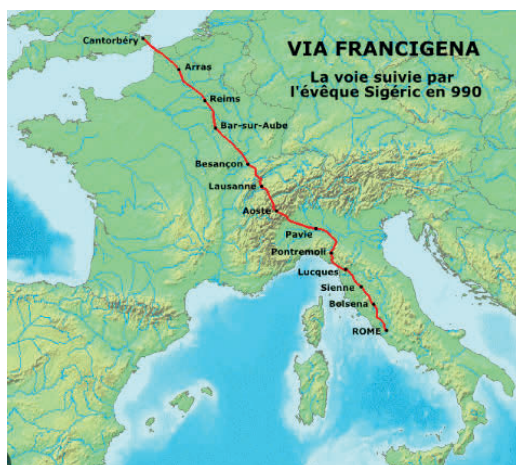 VIA FRANCIGENA
La voie suivie par
l'évêque Sigéric en 990
Cantorbéry
Arras
Reims
Bar-sur-Aube
Besançon
Lausanne
Aoste
Pavie
Pontremoli
Lucques
Sienne
Bolsena
ROME